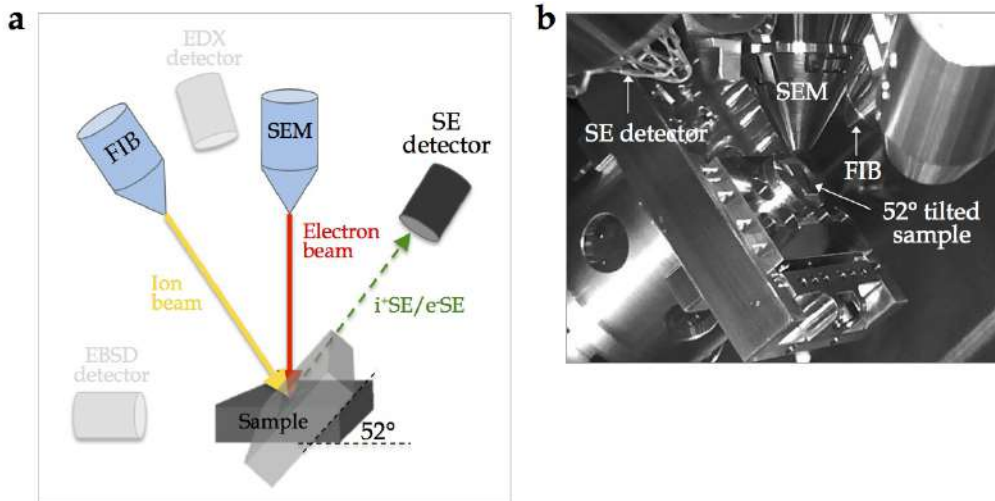 a
EDX
detector
FIB
SEM
SE
detector
Electron
beam
Ion
beam
i⁺SE/e⁻SE
EBSD
detector
Sample
52°
b
SEM
SE detector
FIB
52° tilted
sample